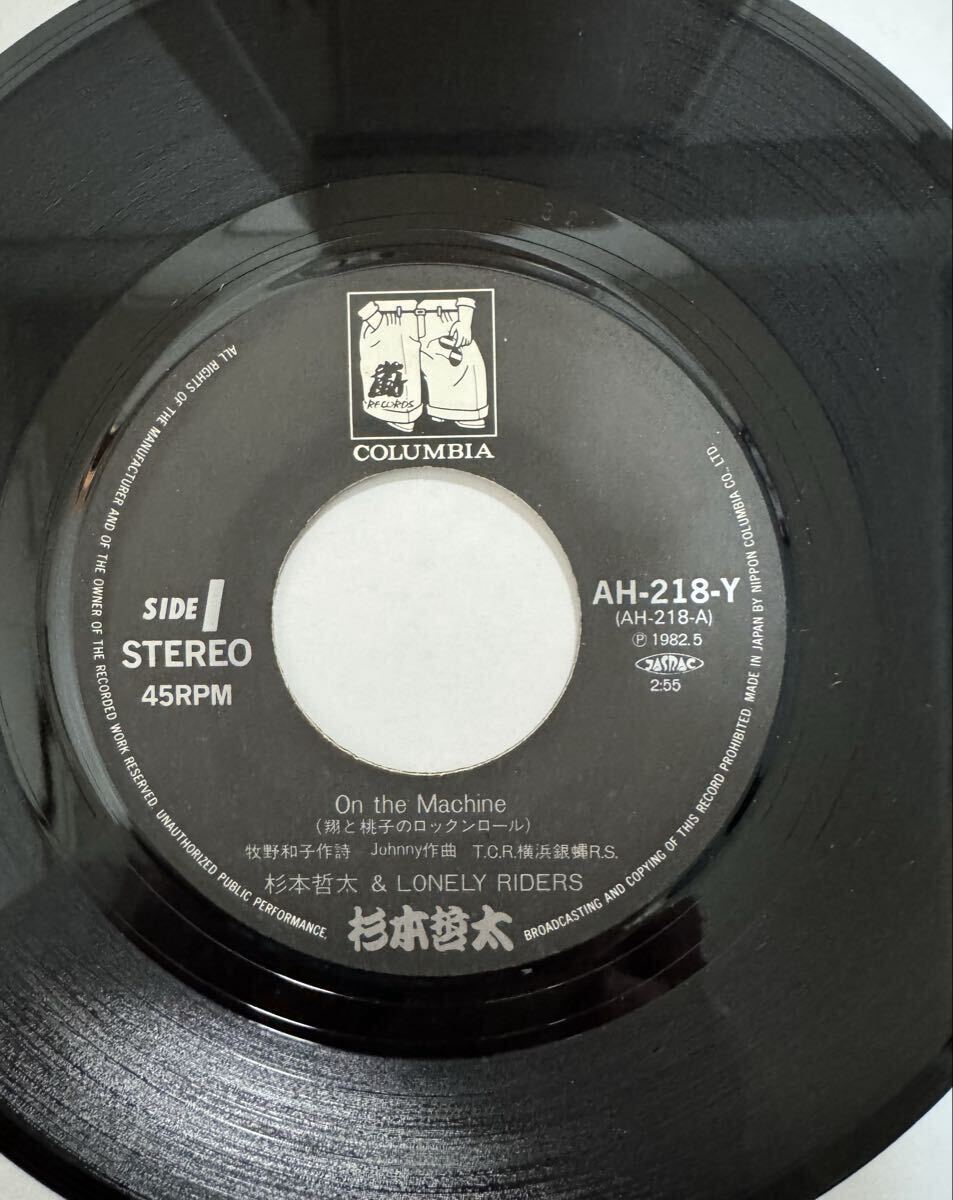 嵐
RECORDS
COLUMBIA
SIDE 1
STEREO
45RPM
AH-218-Y
(AH-218-A)
Ⓟ 1982.5
JASRAC
2:55
On the Machine
(翔と桃子のロックンロール)
牧野和子作詩 Johnny作曲 T.C.R.横浜銀蠅R.S.
杉本哲太 & LONELY RIDERS
杉本哲太
ALL RIGHTS OF THE MANUFACTURER AND OF THE OWNER OF THE RECORDED WORK RESERVED. UNAUTHORIZED PUBLIC PERFORMANCE, BROADCASTING AND COPYING OF THIS RECORD PROHIBITED. MADE IN JAPAN BY NIPPON COLUMBIA CO., LTD.